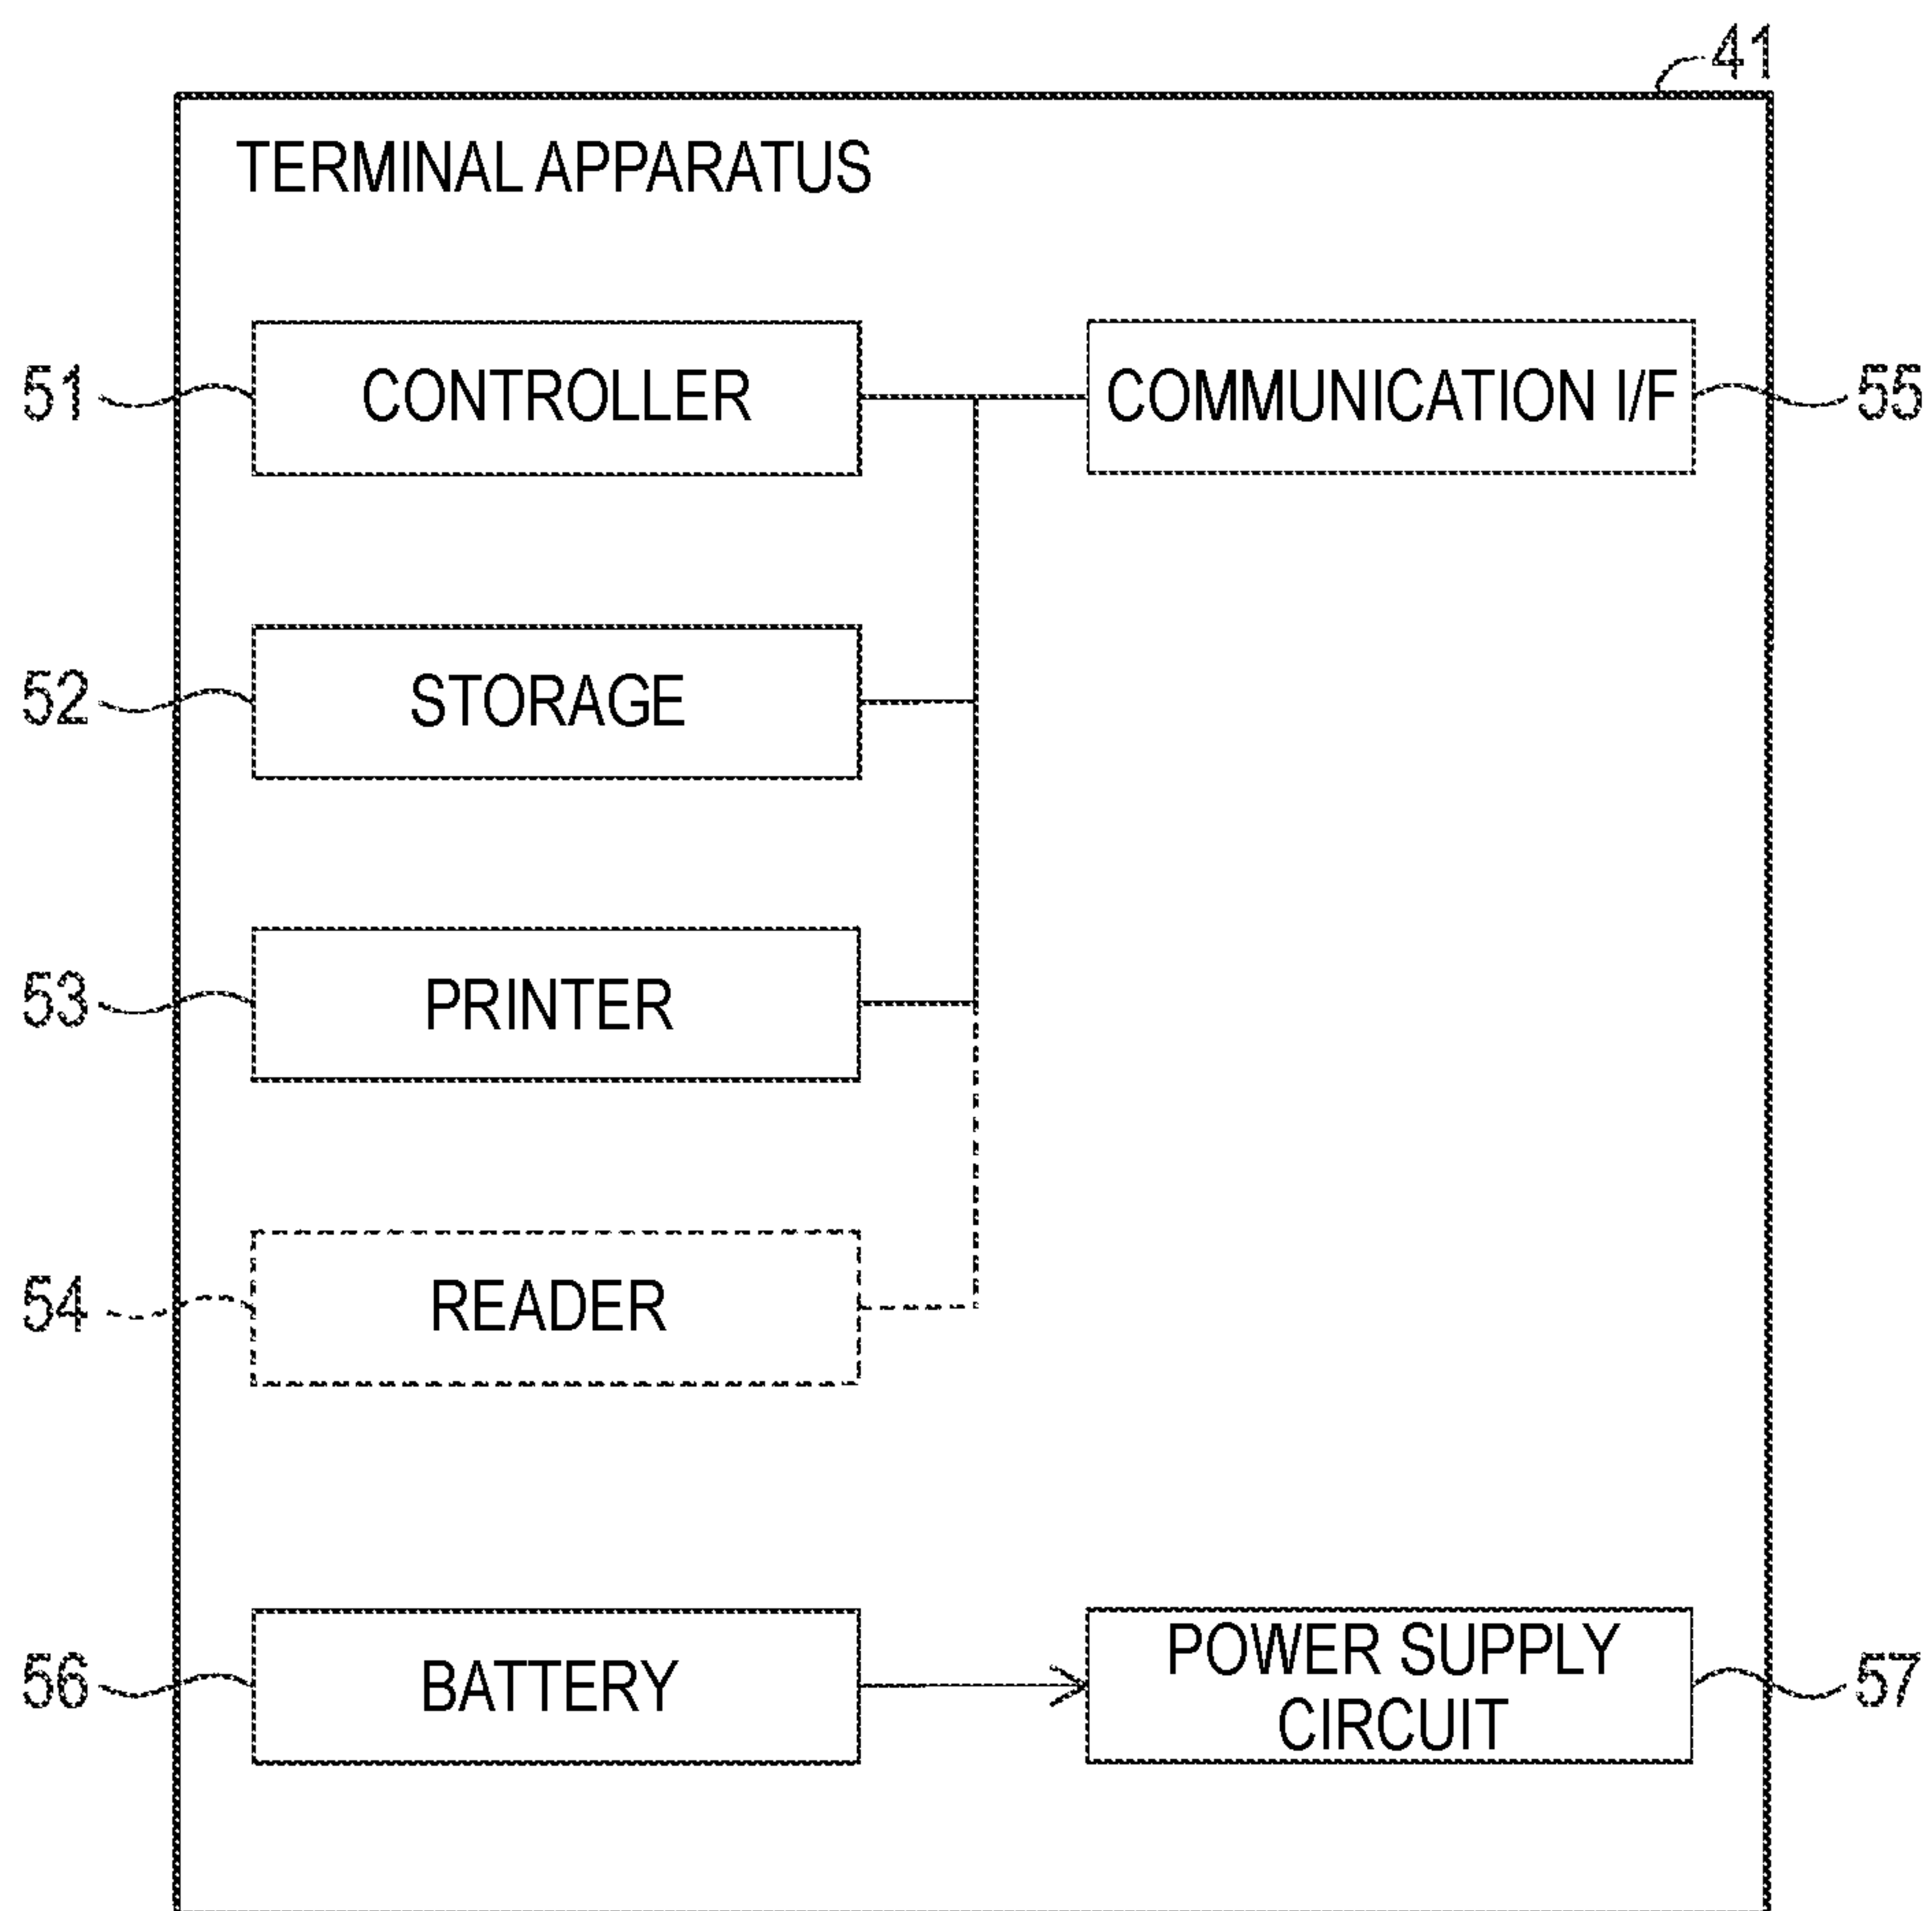 41
TERMINAL APPARATUS
51
CONTROLLER
COMMUNICATION I/F
55
52
STORAGE
53
PRINTER
54
READER
56
BATTERY
POWER SUPPLY
CIRCUIT
57